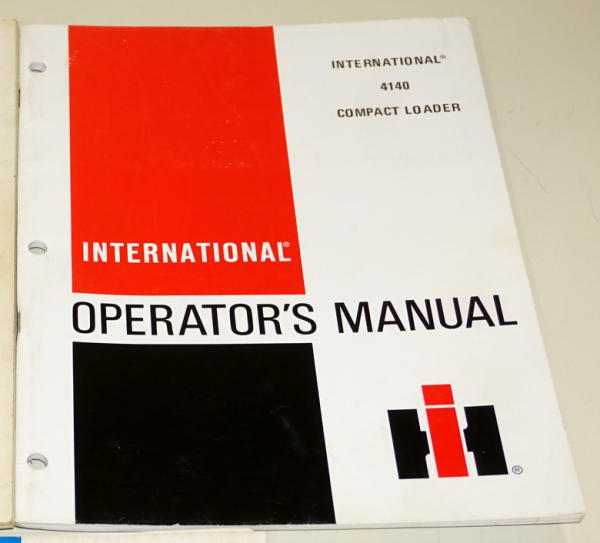 INTERNATIONAL®
4140
COMPACT LOADER
INTERNATIONAL®
OPERATOR'S MANUAL
IH®